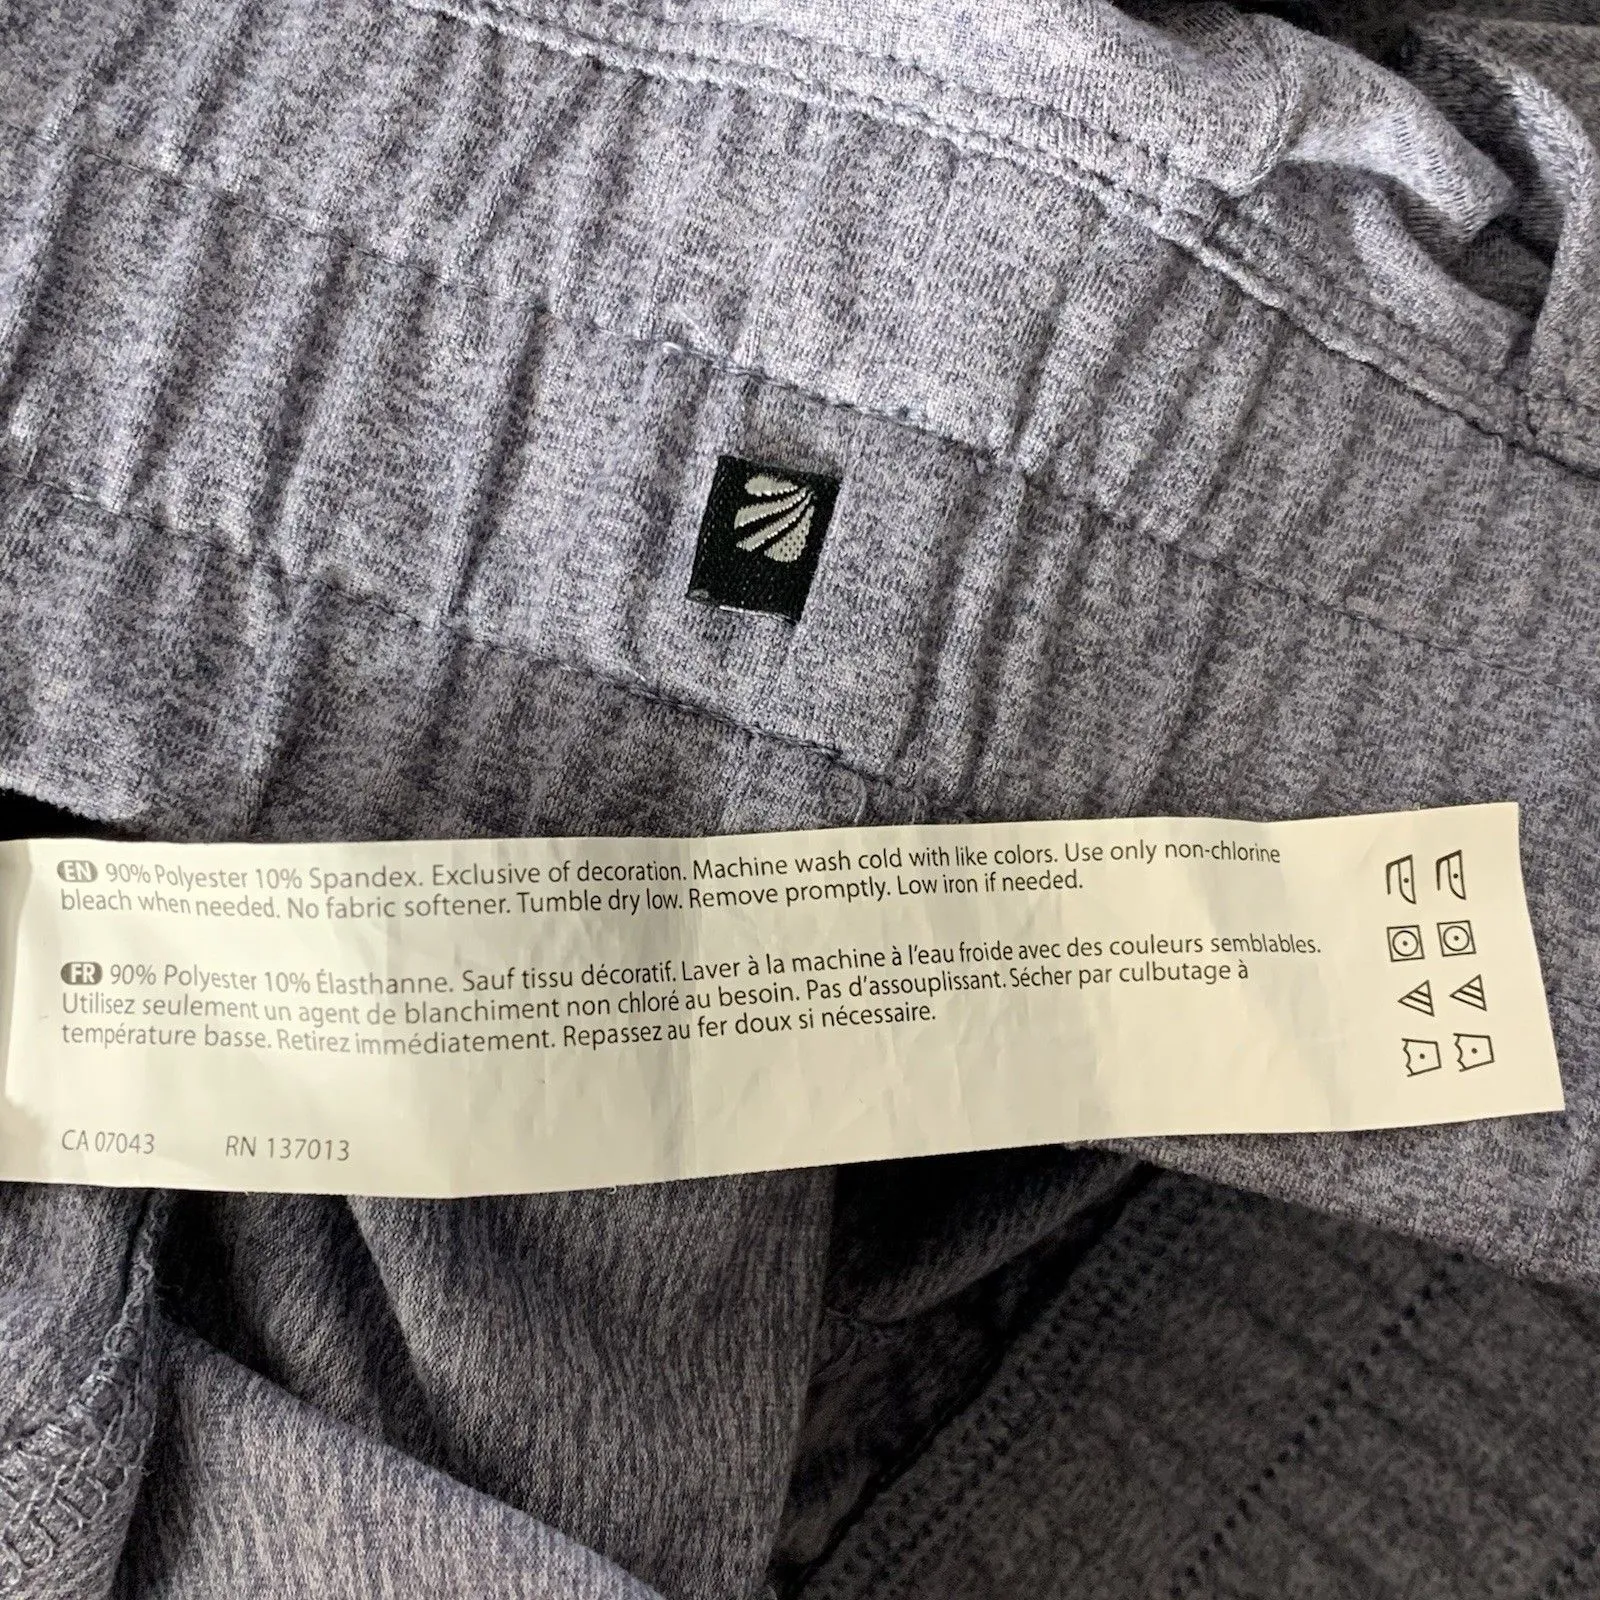 EN 90% Polyester 10% Spandex. Exclusive of decoration. Machine wash cold with like colors. Use only non-chlorine
bleach when needed. No fabric softener. Tumble dry low. Remove promptly. Low iron if needed.
FR 90% Polyester 10% Élasthanne. Sauf tissu décoratif. Laver à la machine à l'eau froide avec des couleurs semblables.
Utilisez seulement un agent de blanchiment non chloré au besoin. Pas d'assouplissant. Sécher par culbutage à
température basse. Retirez immédiatement. Repassez au fer doux si nécessaire.
CA 07043 RN 137013